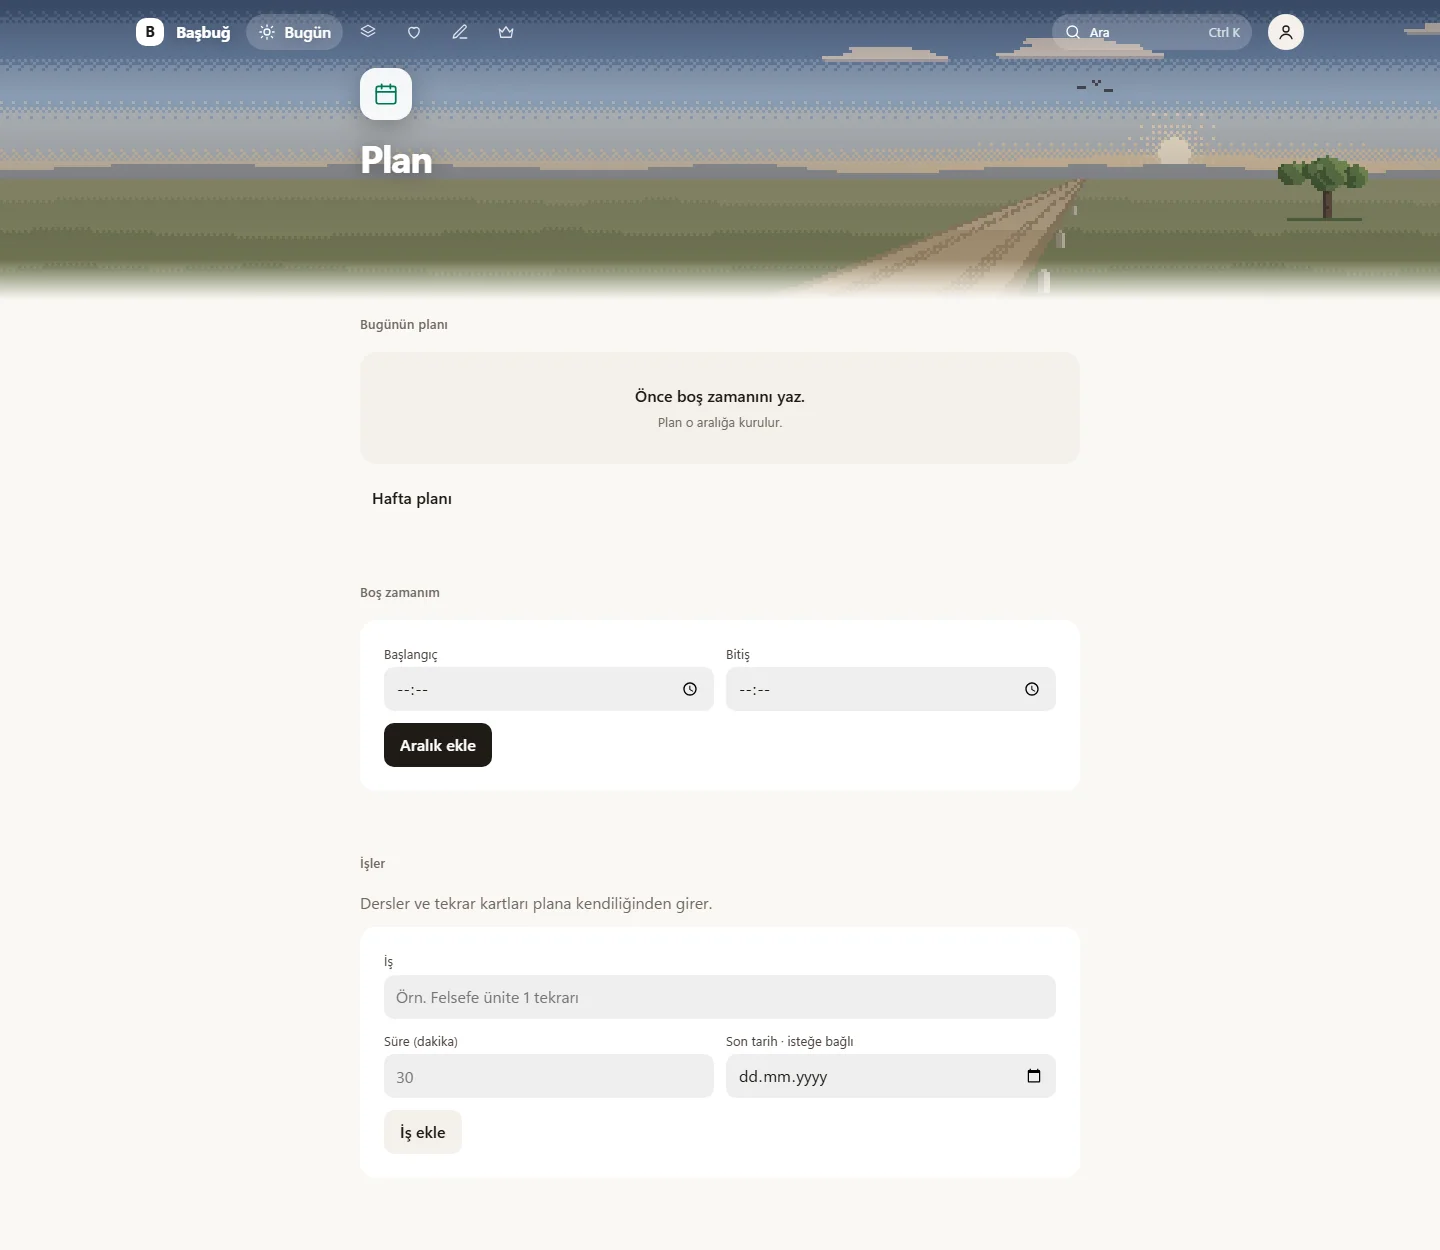 B Başbuğ Bugün Ara Ctrl K
Plan
Bugünün planı
Önce boş zamanını yaz.
Plan o aralığa kurulur.
Hafta planı
Boş zamanım
Başlangıç Bitiş
--:-- --:--
Aralık ekle
İşler
Dersler ve tekrar kartları plana kendiliğinden girer.
İş
Örn. Felsefe ünite 1 tekrarı
Süre (dakika) Son tarih · isteğe bağlı
30 dd.mm.yyyy
İş ekle